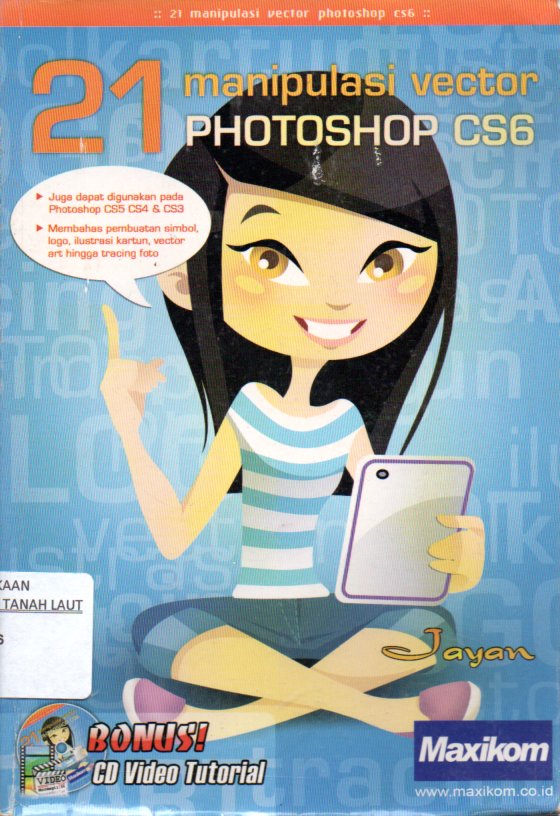 :: 21 manipulasi vector photoshop cs6 ::
21 manipulasi vector
PHOTOSHOP CS6
Juga dapat digunakan pada
Photoshop CS5 CS4 & CS3
Membahas pembuatan simbol,
logo, ilustrasi kartun, vector
art hingga tracing foto
KAAN
TANAH LAUT
S
Jayan
BONUS!
CD Video Tutorial
VIDEO
Maxikom
www.maxikom.co.id